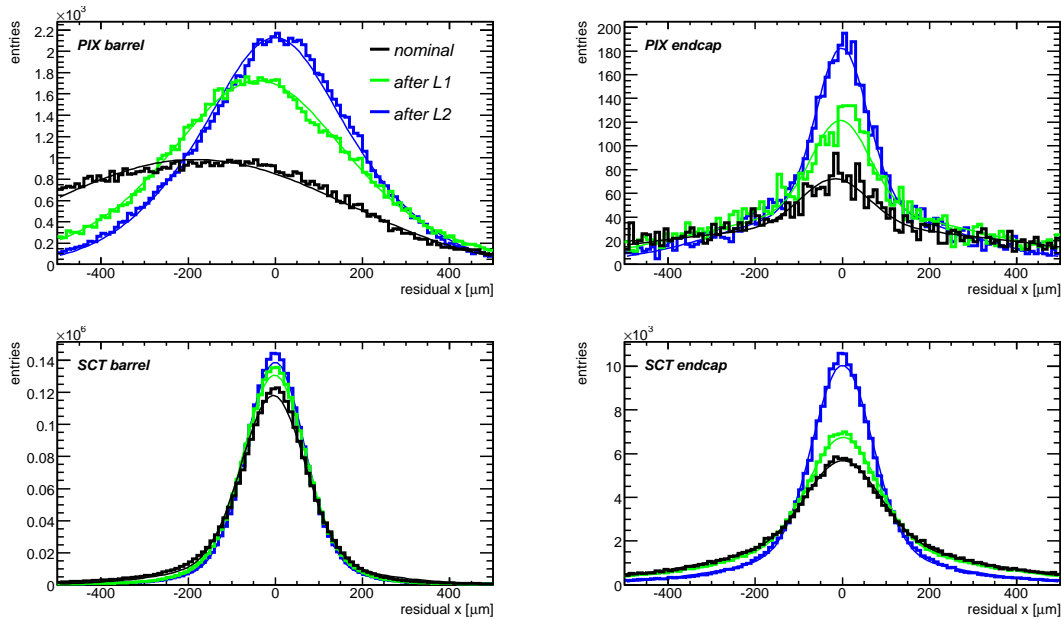 ×10³
entries
PIX barrel
nominal
after L1
after L2
2.2
2
1.8
1.6
1.4
1.2
1
0.8
0.6
0.4
0.2
0
-400 -200 0 200 400
residual x [μm]
entries
PIX endcap
200
180
160
140
120
100
80
60
40
20
0
-400 -200 0 200 400
residual x [μm]
×10⁶
entries
SCT barrel
0.14
0.12
0.1
0.08
0.06
0.04
0.02
0
-400 -200 0 200 400
residual x [μm]
×10³
entries
SCT endcap
10
8
6
4
2
0
-400 -200 0 200 400
residual x [μm]